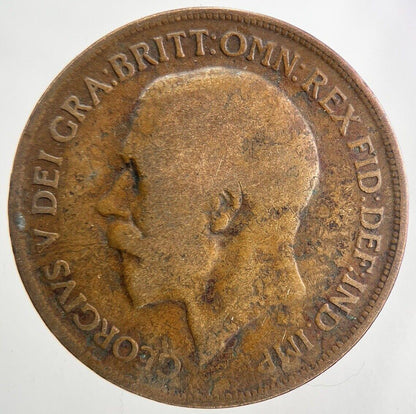 GEORGIVS V DEI GRA:BRITT:OMN:REX FID:DEF:IND:IMP